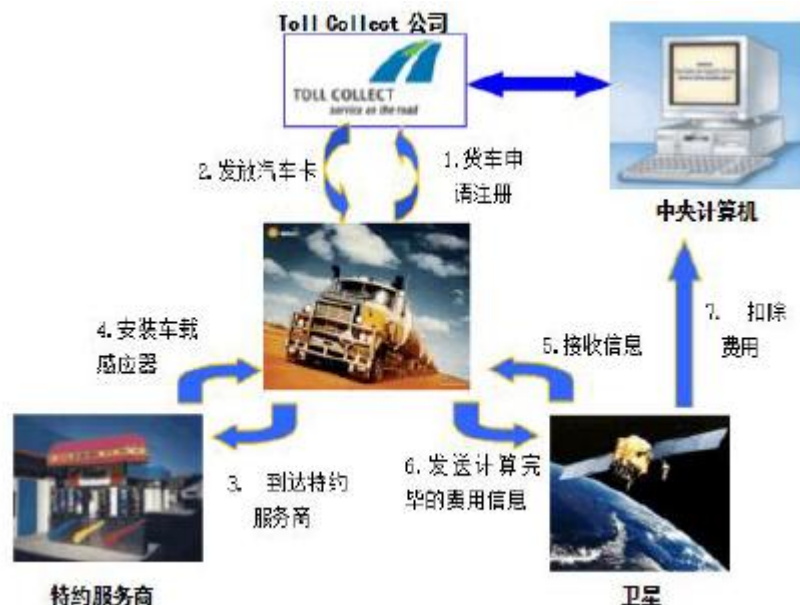 Toll Collect 公司
TOLL COLLECT
service on the road
2.发放汽车卡
1.货车申
请注册
中央计算机
4.安装车载
感应器
5.接收信息
7. 扣除
费用
3. 到达特约
服务商
6.发送计算完
毕的费用信息
特约服务商
卫星